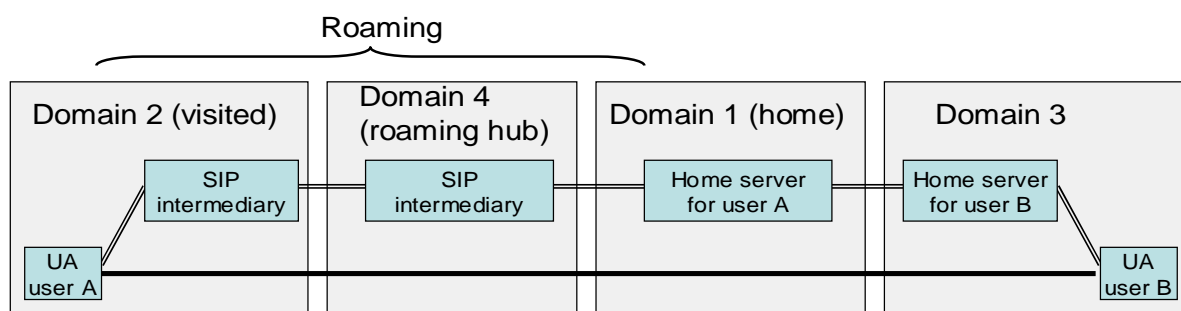 Roaming
Domain 2 (visited)
Domain 4
(roaming hub)
Domain 1 (home)
Domain 3
SIP
intermediary
SIP
intermediary
Home server
for user A
Home server
for user B
UA
user A
UA
user B